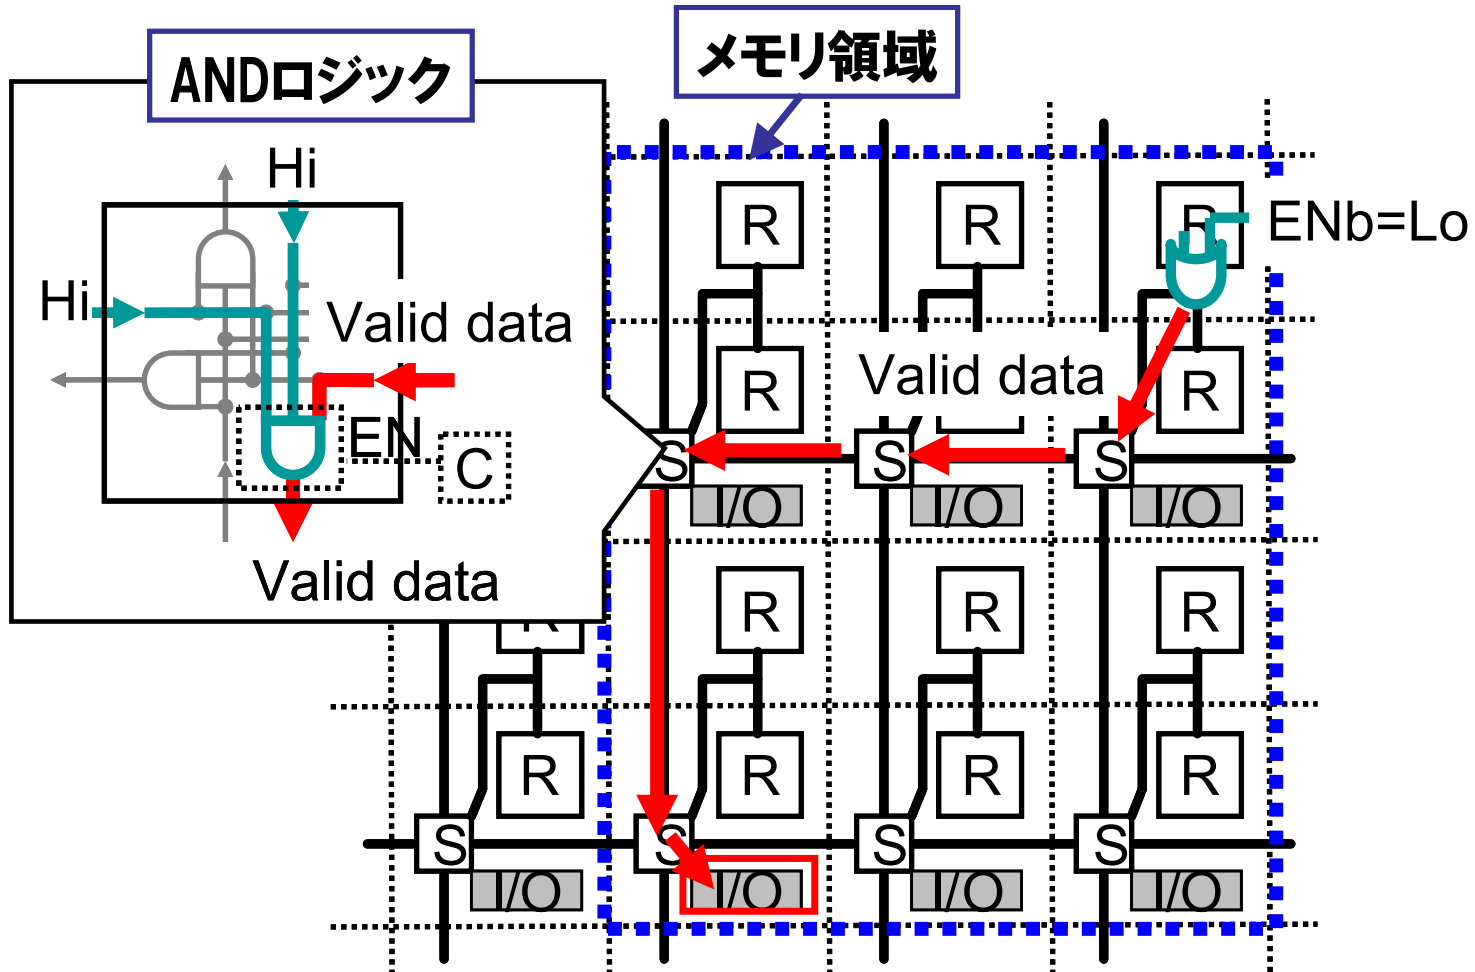 メモリ領域
ANDロジック
Hi
Hi
Valid data
EN
C
Valid data
R
R
R
ENb=Lo
R
Valid data
R
S
S
S
I/O
I/O
I/O
R
R
R
R
R
R
R
R
S
S
S
S
I/O
I/O
I/O
I/O